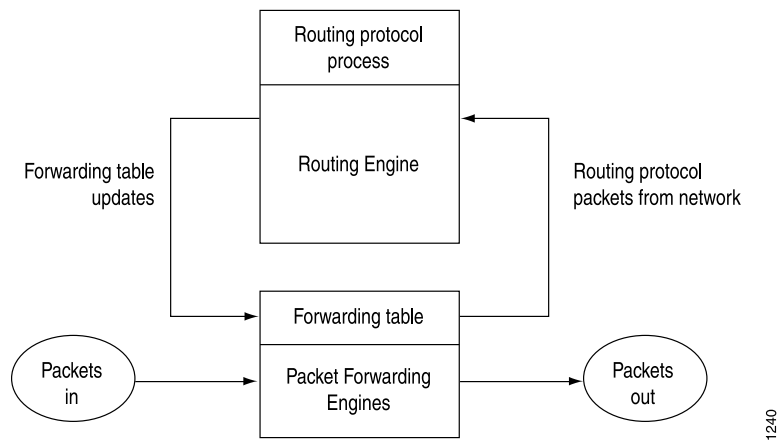 Routing protocol
process
Routing Engine
Forwarding table
updates
Routing protocol
packets from network
Forwarding table
Packets
in
Packet Forwarding
Engines
Packets
out
1240